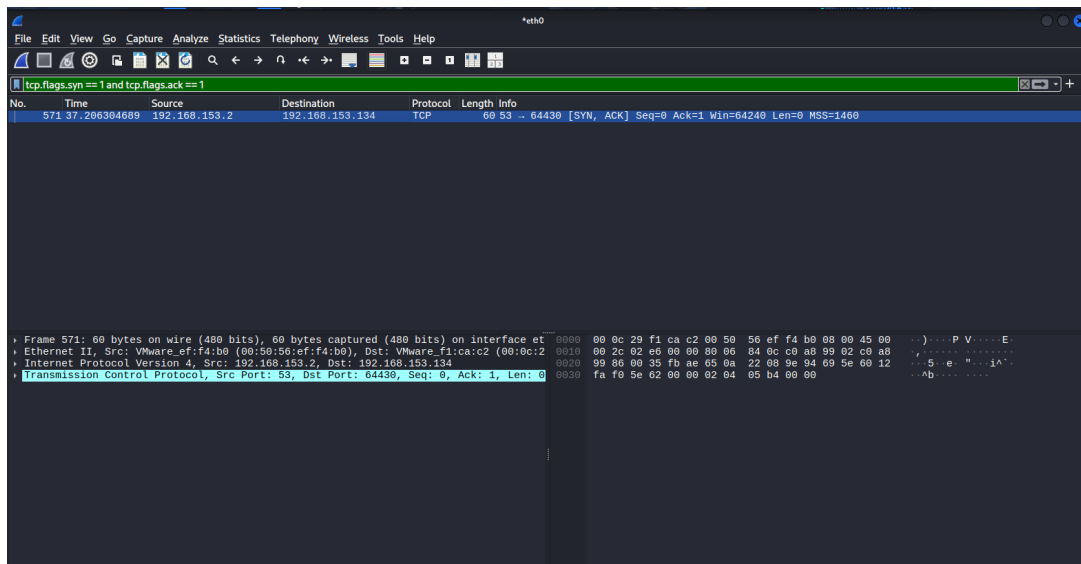 *eth0
File Edit View Go Capture Analyze Statistics Telephony Wireless Tools Help
tcp.flags.syn == 1 and tcp.flags.ack == 1
No. Time Source Destination Protocol Length Info
571 37.206304689 192.168.153.2 192.168.153.134 TCP 60 53 → 64430 [SYN, ACK] Seq=0 Ack=1 Win=64240 Len=0 MSS=1460
Frame 571: 60 bytes on wire (480 bits), 60 bytes captured (480 bits) on interface et
Ethernet II, Src: VMware_ef:f4:b0 (00:50:56:ef:f4:b0), Dst: VMware_f1:ca:c2 (00:0c:2
Internet Protocol Version 4, Src: 192.168.153.2, Dst: 192.168.153.134
Transmission Control Protocol, Src Port: 53, Dst Port: 64430, Seq: 0, Ack: 1, Len: 0
0000 00 0c 29 f1 ca c2 00 50 56 ef f4 b0 08 00 45 00 ··)····P V·····E·
0010 00 2c 02 e6 00 00 80 06 84 0c c0 a8 99 02 c0 a8 ·,······ ········
0020 99 86 00 35 fb ae 65 0a 22 08 9e 94 69 5e 60 12 ···5··e· "···i^`·
0030 fa f0 5e 62 00 00 02 04 05 b4 00 00 ··^b···· ····